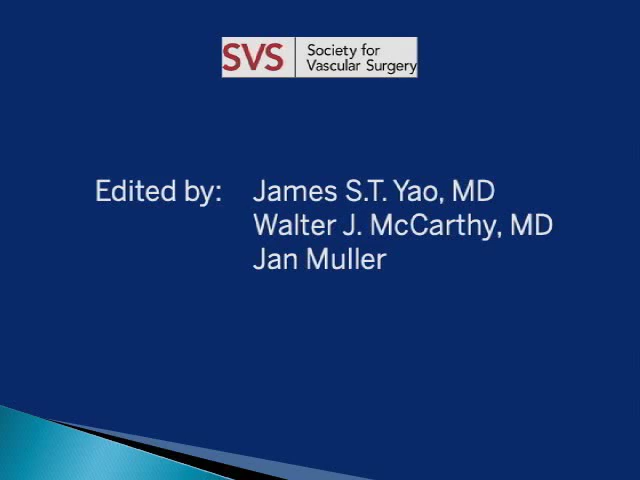 SVS Society for
Vascular Surgery
Edited by: James S.T. Yao, MD
Walter J. McCarthy, MD
Jan Muller